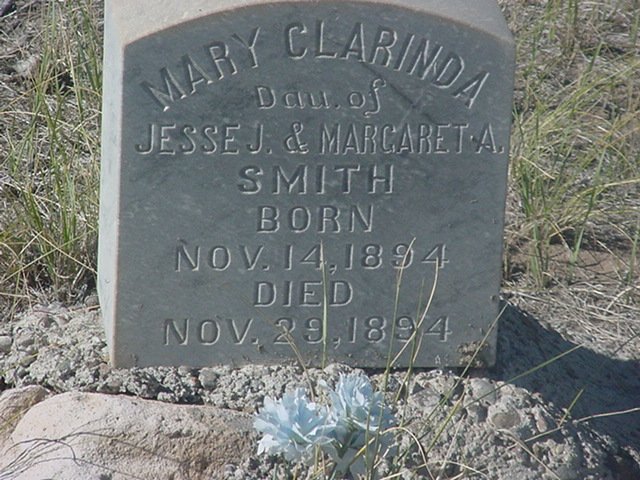 MARY CLARINDA
Dau. of
JESSE J. & MARGARET A.
SMITH
BORN
NOV. 14, 1894
DIED
NOV. 29, 1894